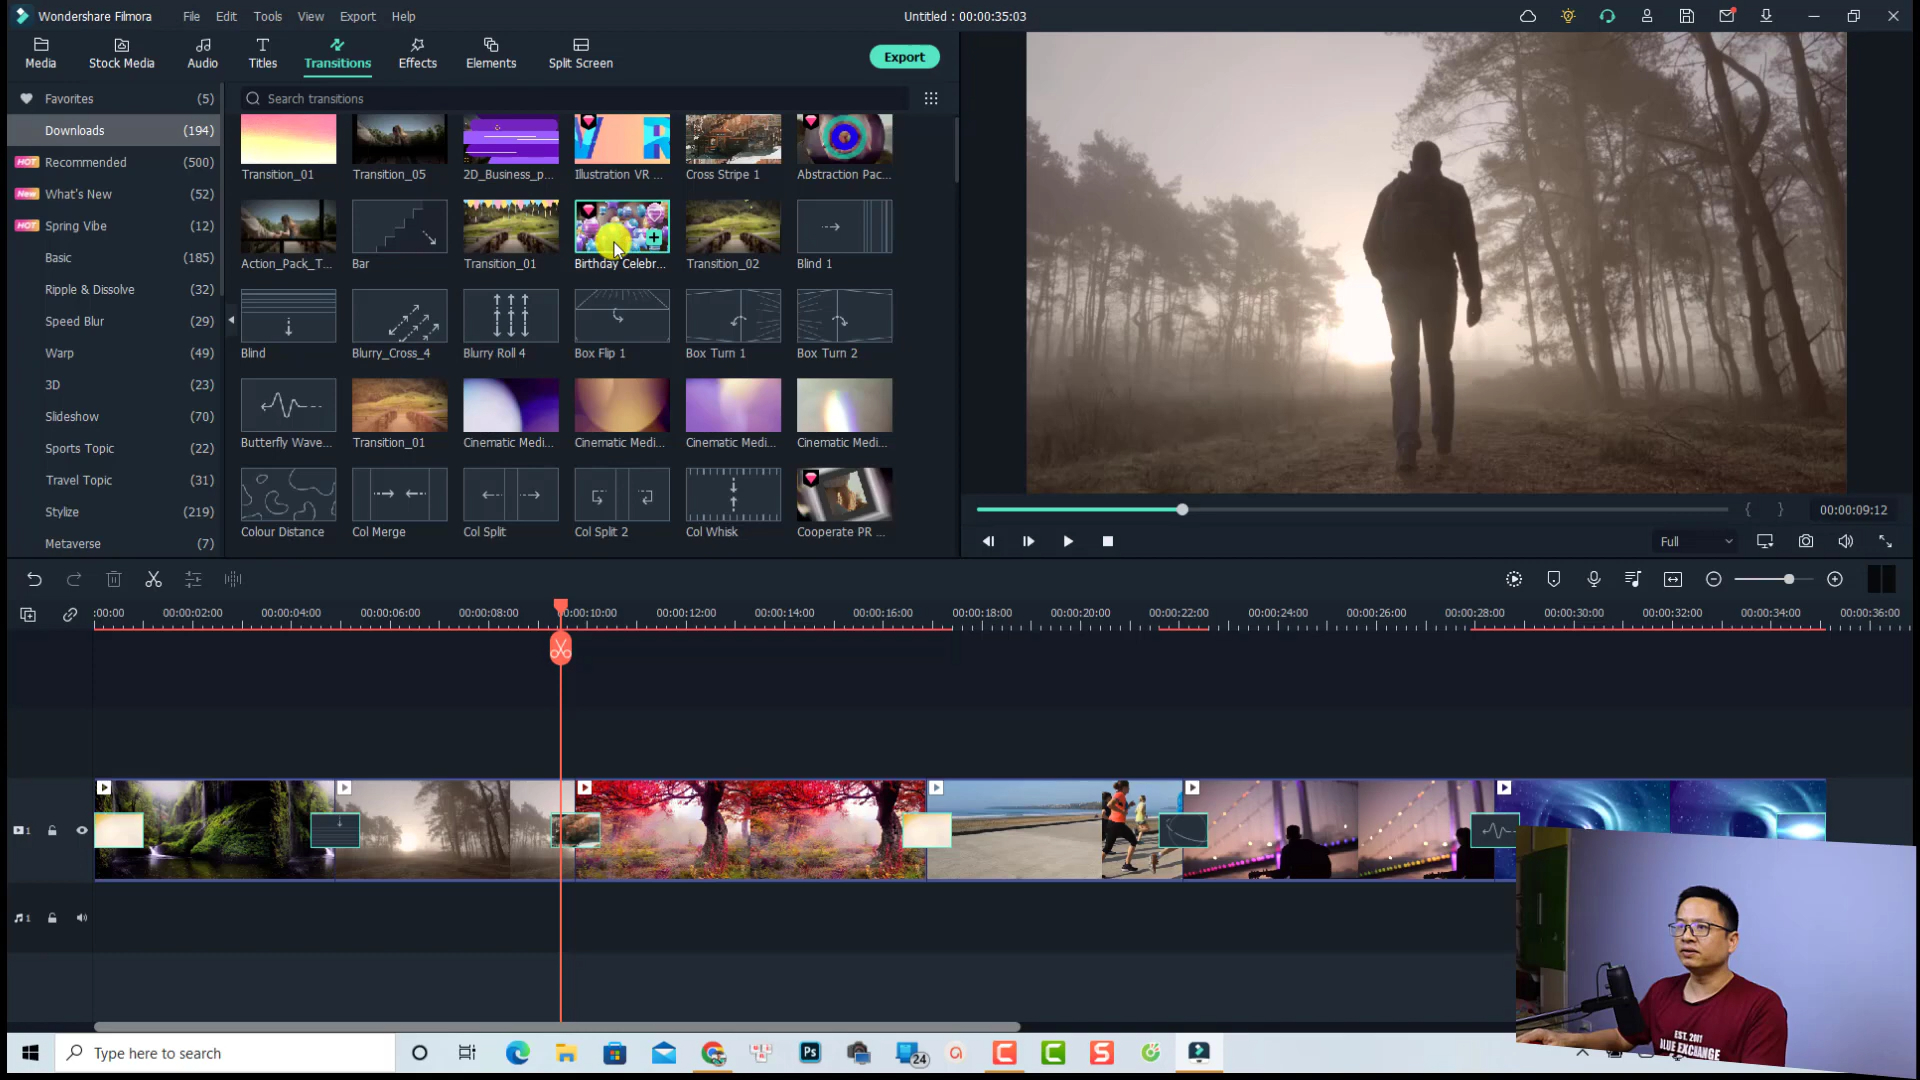 Wondershare Filmora
File Edit Tools View Export Help
Untitled : 00:00:35:03
Media Stock Media Audio Titles Transitions Effects Elements Split Screen
Export
Favorites (5)
Downloads (194)
HOT Recommended (500)
New What's New (52)
HOT Spring Vibe (12)
Basic (185)
Ripple & Dissolve (32)
Speed Blur (29)
Warp (49)
3D (23)
Slideshow (70)
Sports Topic (22)
Travel Topic (31)
Stylize (219)
Metaverse (7)
Search transitions
Transition_01 Transition_05 2D_Business_p... Illustration VR ... Cross Stripe 1 Abstraction Pac...
Action_Pack_T... Bar Transition_01 Birthday Celebr... Transition_02 Blind 1
Blind Blurry_Cross_4 Blurry Roll 4 Box Flip 1 Box Turn 1 Box Turn 2
Butterfly Wave... Transition_01 Cinematic Medi... Cinematic Medi... Cinematic Medi... Cinematic Medi...
Colour Distance Col Merge Col Split Col Split 2 Col Whisk Cooperate PR ...
00:00:09:12
Full
:00:00 00:00:02:00 00:00:04:00 00:00:06:00 00:00:08:00 00:00:10:00 00:00:12:00 00:00:14:00 00:00:16:00 00:00:18:00 00:00:20:00 00:00:22:00 00:00:24:00 00:00:26:00 00:00:28:00 00:00:30:00 00:00:32:00 00:00:34:00 00:00:36:00
1
1
EST. 2001
BLUE EXCHANGE
Type here to search
Ps
24